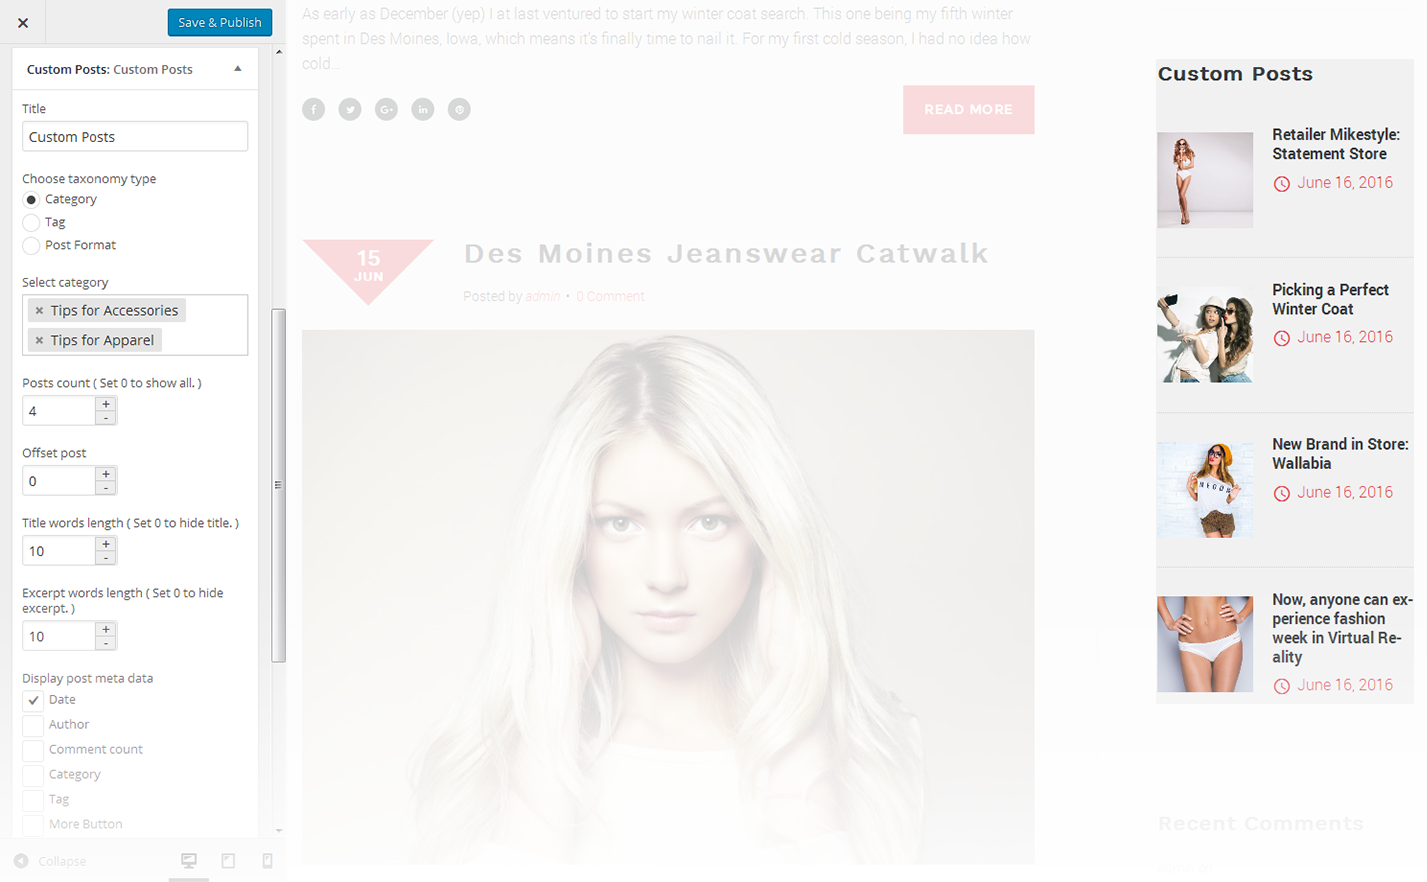 Save & Publish
Custom Posts: Custom Posts
Title
Custom Posts
Choose taxonomy type
Category
Tag
Post Format
Select category
× Tips for Accessories
× Tips for Apparel
Posts count ( Set 0 to show all. )
4
+
-
Offset post
0
+
-
Title words length ( Set 0 to hide title. )
10
+
-
Excerpt words length ( Set 0 to hide
excerpt. )
10
+
-
Display post meta data
Date
Author
Comment count
Category
Tag
More Button
Collapse
As early as December (yep) I at last ventured to start my winter coat search. This one being my fifth winter
spent in Des Moines, Iowa, which means it's finally time to nail it. For my first cold season, I had no idea how
cold...
READ MORE
15
JUN
Des Moines Jeanswear Catwalk
Posted by admin • 0 Comment
Custom Posts
Retailer Mikestyle:
Statement Store
June 16, 2016
Picking a Perfect
Winter Coat
June 16, 2016
New Brand in Store:
Wallabia
June 16, 2016
Now, anyone can ex-
perience fashion
week in Virtual Re-
ality
June 16, 2016
Recent Comments